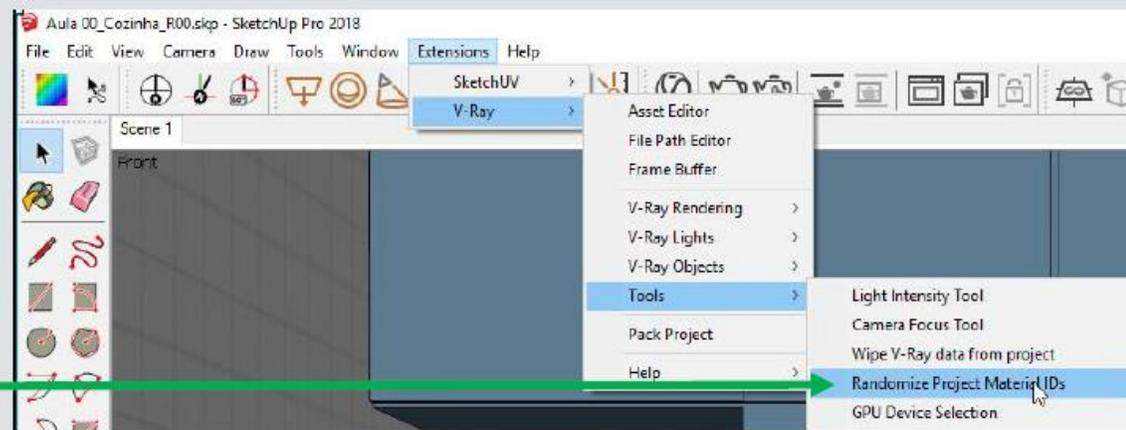 Aula 00_Cozinha_R00.skp - SketchUp Pro 2018
File Edit View Camera Draw Tools Window Extensions Help
SketchUV
V-Ray
Scene 1
Front
Asset Editor
File Path Editor
Frame Buffer
V-Ray Rendering
V-Ray Lights
V-Ray Objects
Tools
Pack Project
Help
Light Intensity Tool
Camera Focus Tool
Wipe V-Ray data from project
Randomize Project Material IDs
GPU Device Selection